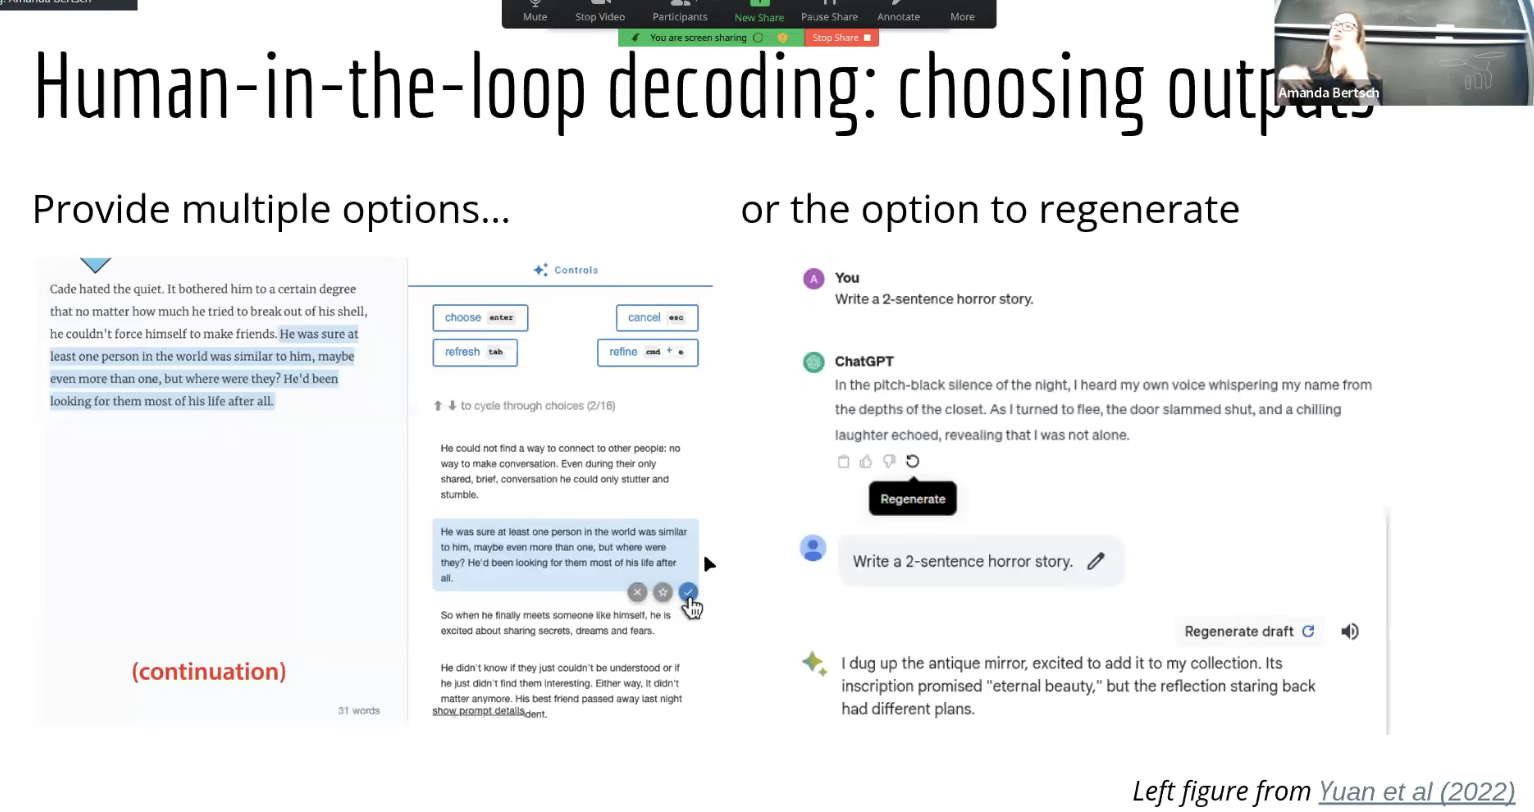 Amanda Bertsch
Mute
Stop Video
Participants
New Share
Pause Share
Annotate
More
You are screen sharing
Stop Share
Amanda Bertsch
Human-in-the-loop decoding: choosing outputs
Provide multiple options...
Cade hated the quiet. It bothered him to a certain degree
that no matter how much he tried to break out of his shell,
he couldn't force himself to make friends. He was sure at
least one person in the world was similar to him, maybe
even more than one, but where were they? He'd been
looking for them most of his life after all.
(continuation)
31 words
Controls
choose enter
cancel esc
refresh tab
refine cmd + e
to cycle through choices (2/16)
He could not find a way to connect to other people: no
way to make conversation. Even during their only
shared, brief, conversation he could only stutter and
stumble.
He was sure at least one person in the world was similar
to him, maybe even more than one, but where were
they? He'd been looking for them most of his life after
all.
So when he finally meets someone like himself, he is
excited about sharing secrets, dreams and fears.
He didn't know if they just couldn't be understood or if
he just didn't find them interesting. Either way, it didn't
matter anymore. His best friend passed away last night
show prompt details dent.
or the option to regenerate
A
You
Write a 2-sentence horror story.
ChatGPT
In the pitch-black silence of the night, I heard my own voice whispering my name from
the depths of the closet. As I turned to flee, the door slammed shut, and a chilling
laughter echoed, revealing that I was not alone.
Regenerate
Write a 2-sentence horror story.
Regenerate draft
I dug up the antique mirror, excited to add it to my collection. Its
inscription promised "eternal beauty," but the reflection staring back
had different plans.
Left figure from Yuan et al (2022)